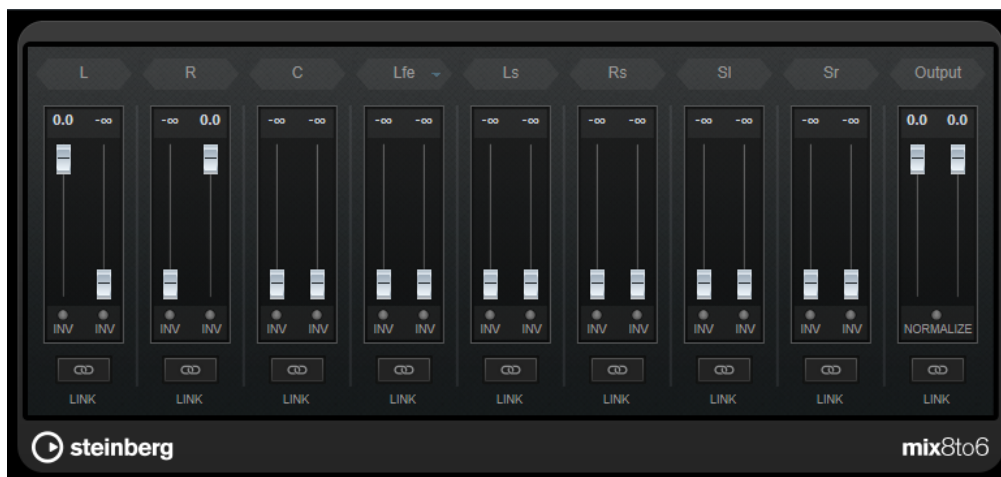 L R C Lfe Ls Rs Sl Sr Output
0.0 -∞ -∞ 0.0 -∞ -∞ -∞ -∞ -∞ -∞ -∞ -∞ -∞ -∞ -∞ -∞ 0.0 0.0
INV INV INV INV INV INV INV INV INV INV INV INV INV INV INV INV NORMALIZE
LINK LINK LINK LINK LINK LINK LINK LINK LINK
steinberg mix8to6